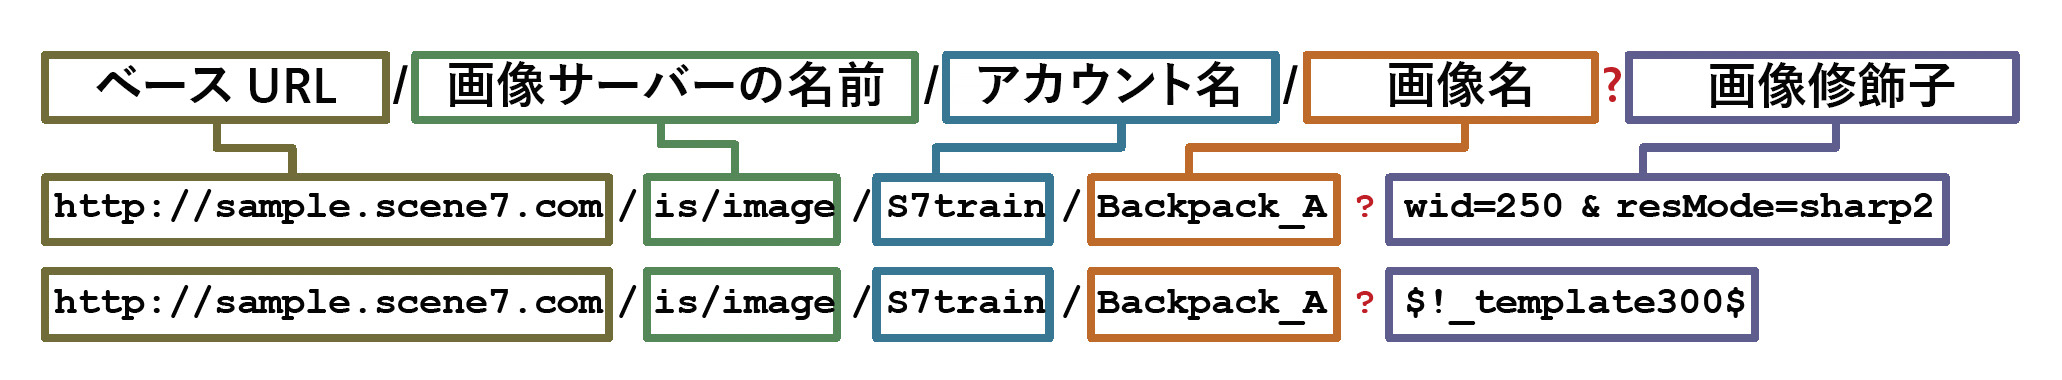 ベース URL / 画像サーバーの名前 / アカウント名 / 画像名 ? 画像修飾子
http://sample.scene7.com / is/image / S7train / Backpack_A ? wid=250 & resMode=sharp2
http://sample.scene7.com / is/image / S7train / Backpack_A ? $!_template300$